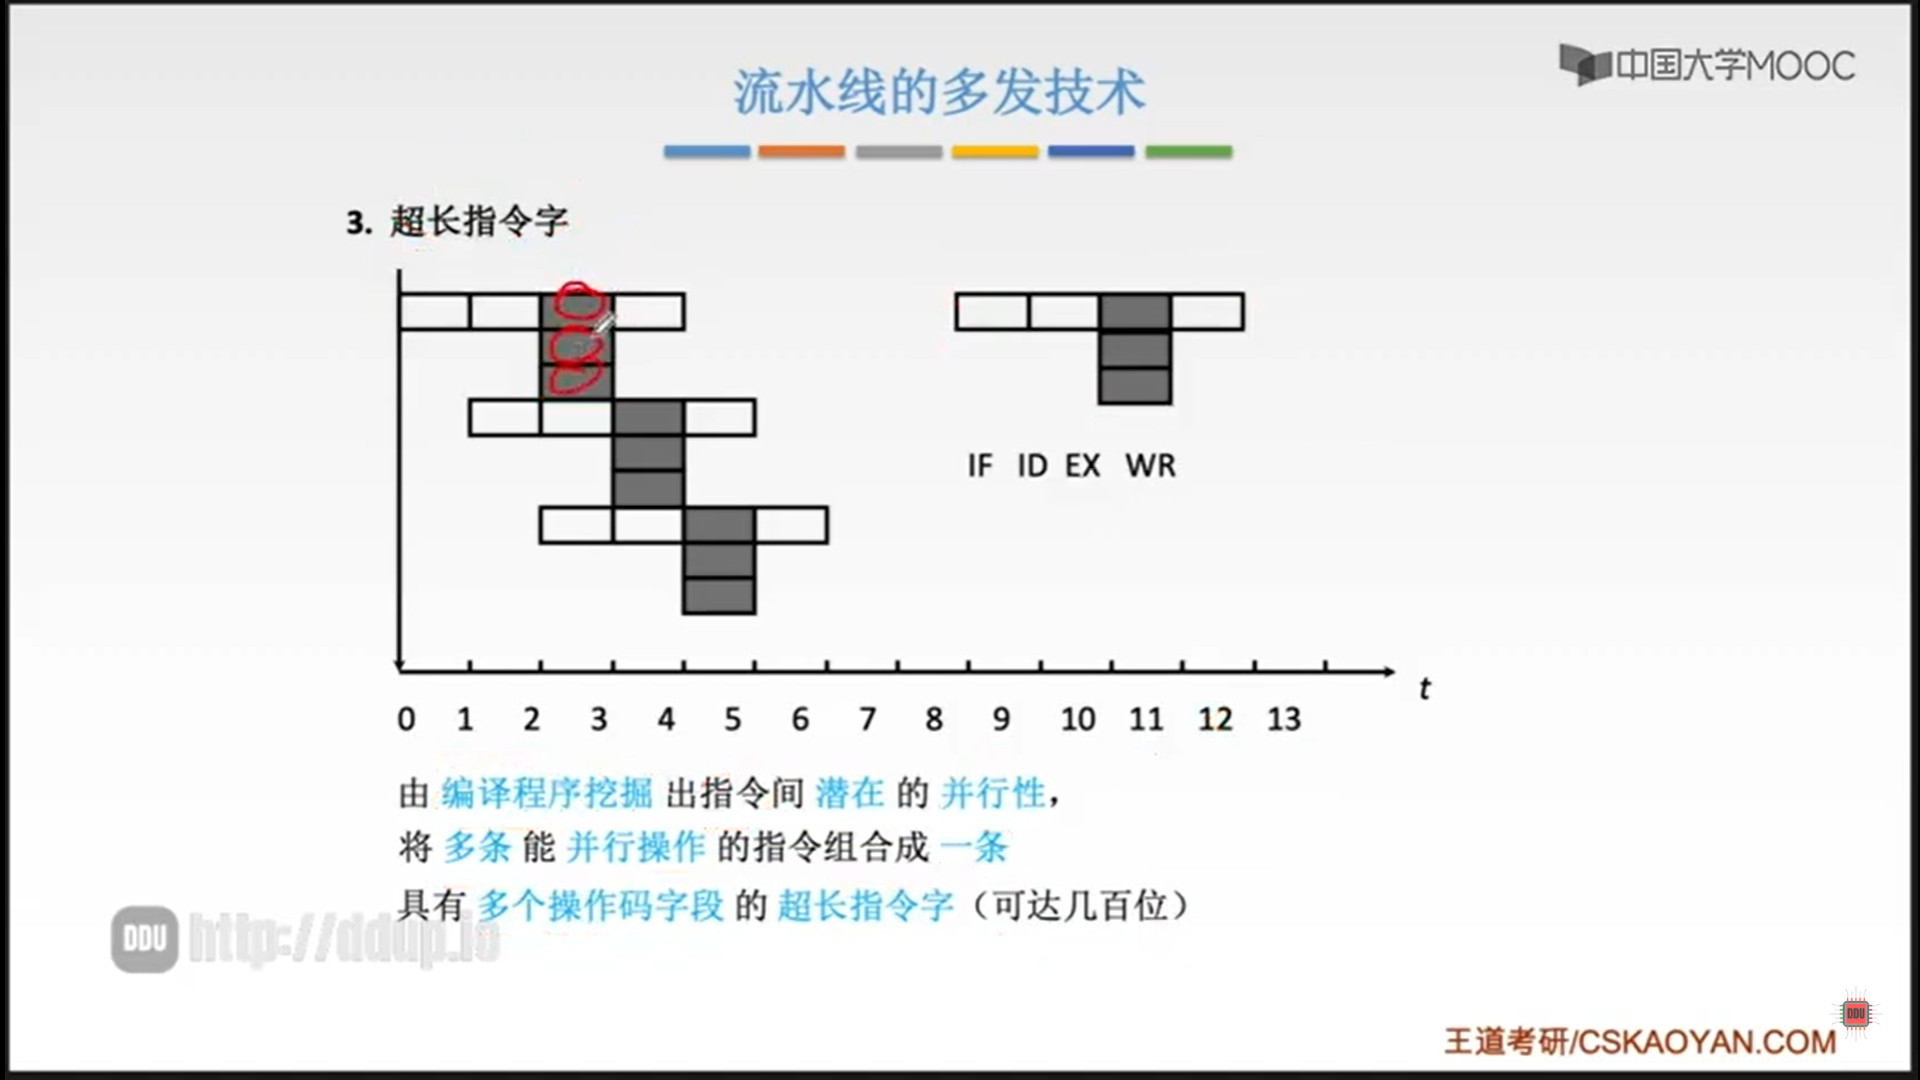 中国大学MOOC
流水线的多发技术
3. 超长指令字
IF ID EX WR
t
0 1 2 3 4 5 6 7 8 9 10 11 12 13
由 编译程序挖掘 出指令间 潜在 的 并行性，
将 多条 能 并行操作 的指令组合成 一条
具有 多个操作码字段 的 超长指令字（可达几百位）
DDU http://ddup.io
DDU
王道考研/CSKAOYAN.COM